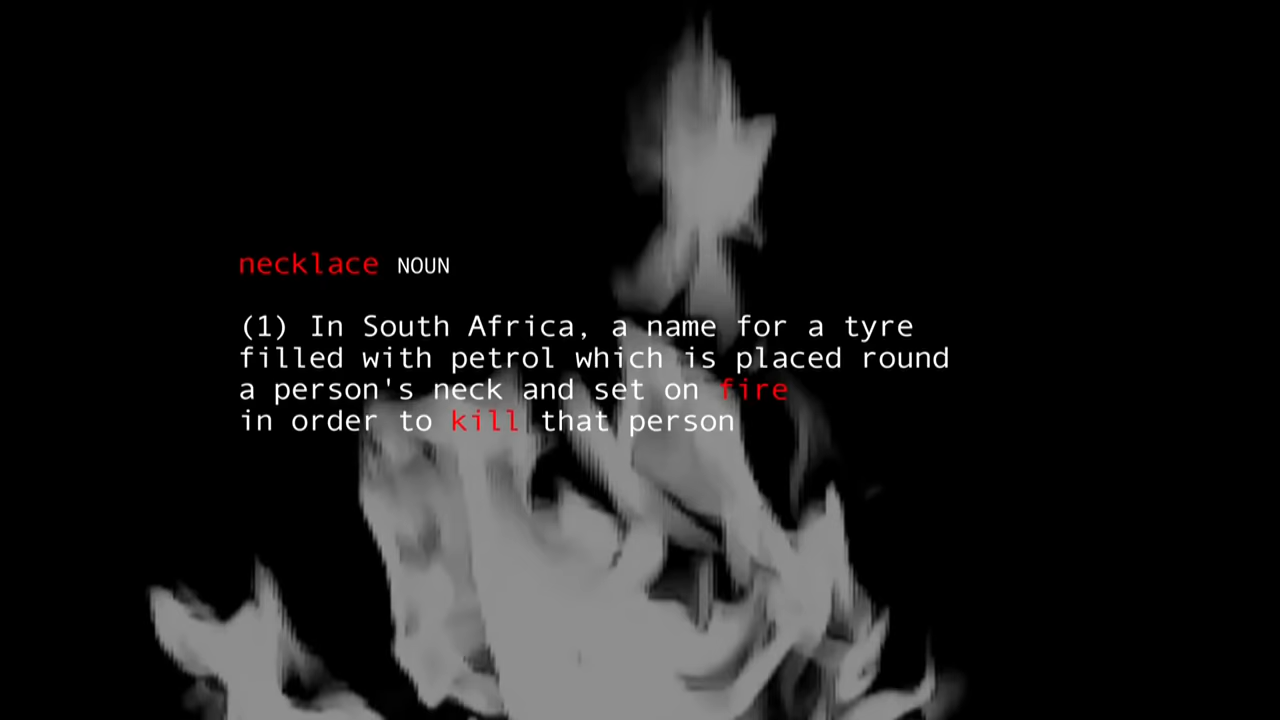 necklace NOUN
(1) In South Africa, a name for a tyre
filled with petrol which is placed round
a person's neck and set on fire
in order to kill that person